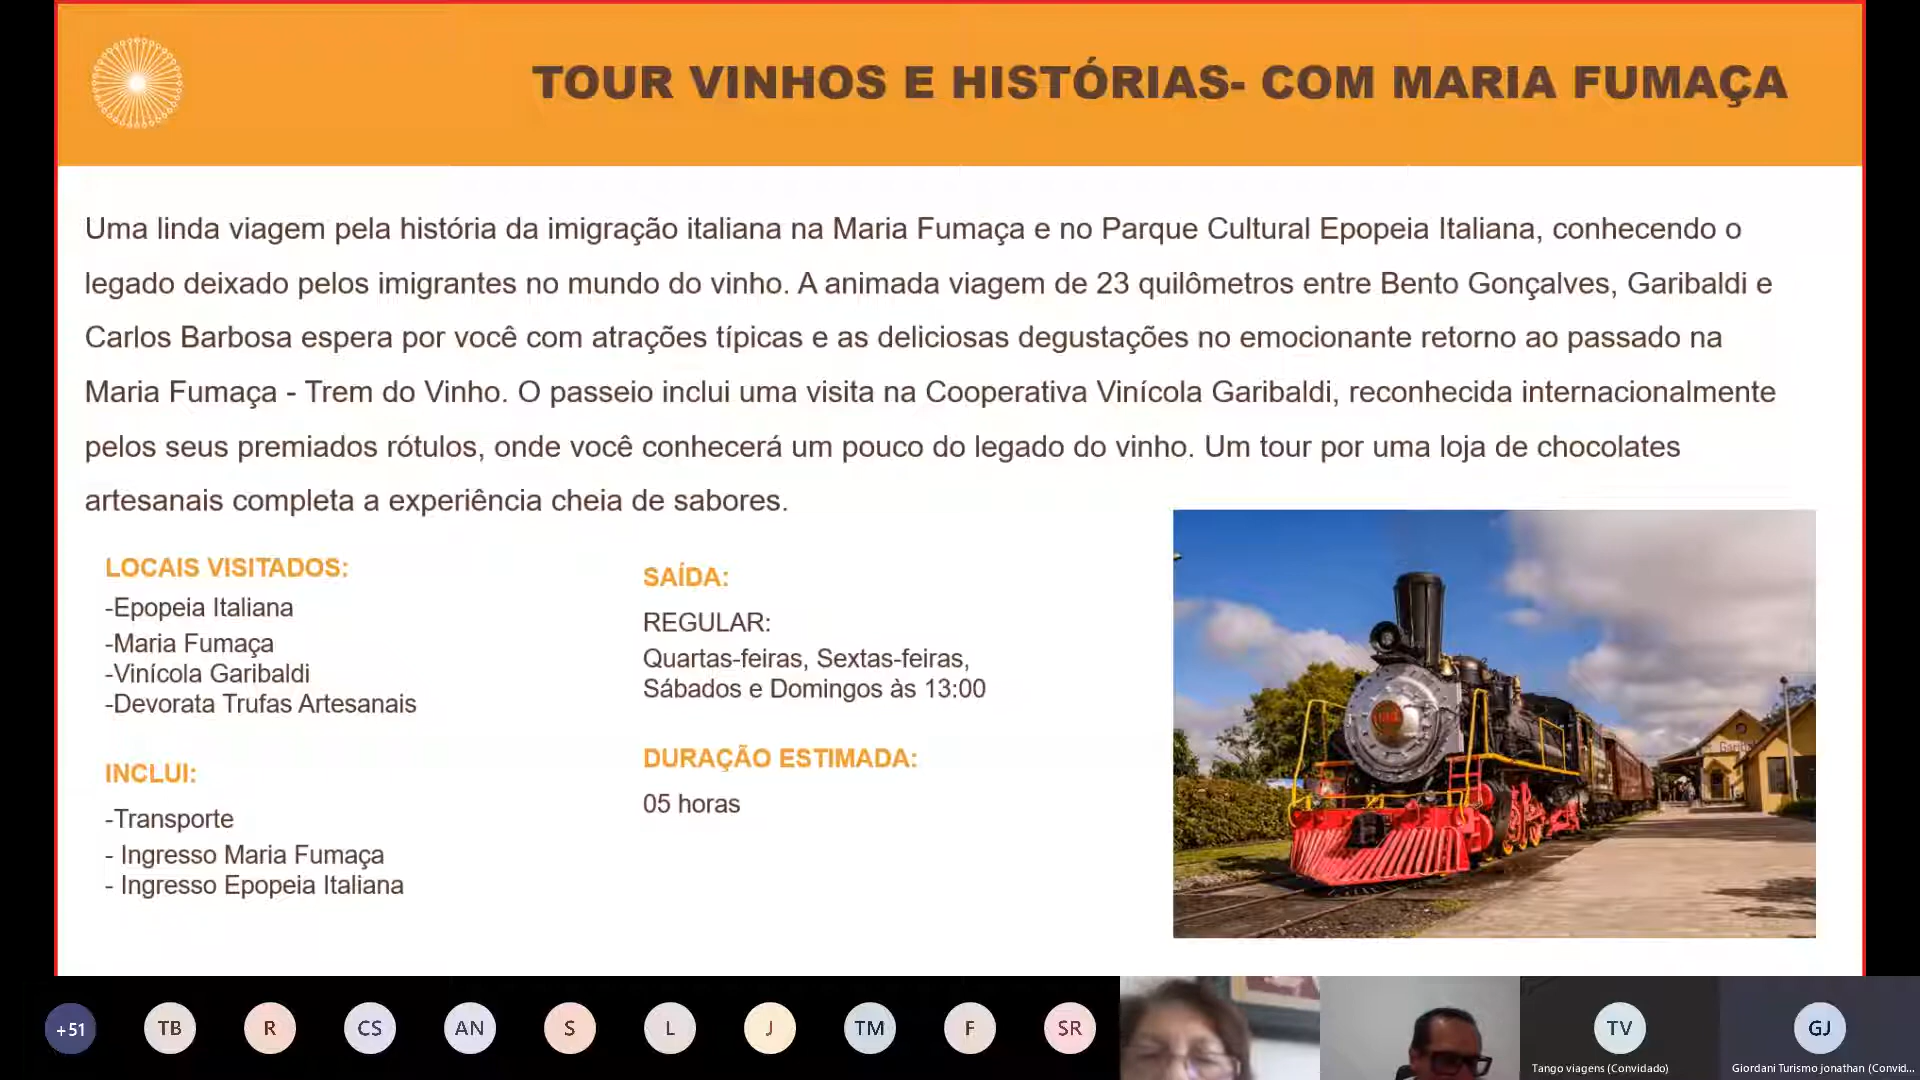 TOUR VINHOS E HISTÓRIAS- COM MARIA FUMAÇA
Uma linda viagem pela história da imigração italiana na Maria Fumaça e no Parque Cultural Epopeia Italiana, conhecendo o
legado deixado pelos imigrantes no mundo do vinho. A animada viagem de 23 quilômetros entre Bento Gonçalves, Garibaldi e
Carlos Barbosa espera por você com atrações típicas e as deliciosas degustações no emocionante retorno ao passado na
Maria Fumaça - Trem do Vinho. O passeio inclui uma visita na Cooperativa Vinícola Garibaldi, reconhecida internacionalmente
pelos seus premiados rótulos, onde você conhecerá um pouco do legado do vinho. Um tour por uma loja de chocolates
artesanais completa a experiência cheia de sabores.
LOCAIS VISITADOS:
-Epopeia Italiana
-Maria Fumaça
-Vinícola Garibaldi
-Devorata Trufas Artesanais
INCLUI:
-Transporte
- Ingresso Maria Fumaça
- Ingresso Epopeia Italiana
SAÍDA:
REGULAR:
Quartas-feiras, Sextas-feiras,
Sábados e Domingos às 13:00
DURAÇÃO ESTIMADA:
05 horas
+51
TB
R
CS
AN
S
L
J
TM
F
SR
TV
Tango viagens (Convidado)
GJ
Giordani Turismo jonathan (Convid...